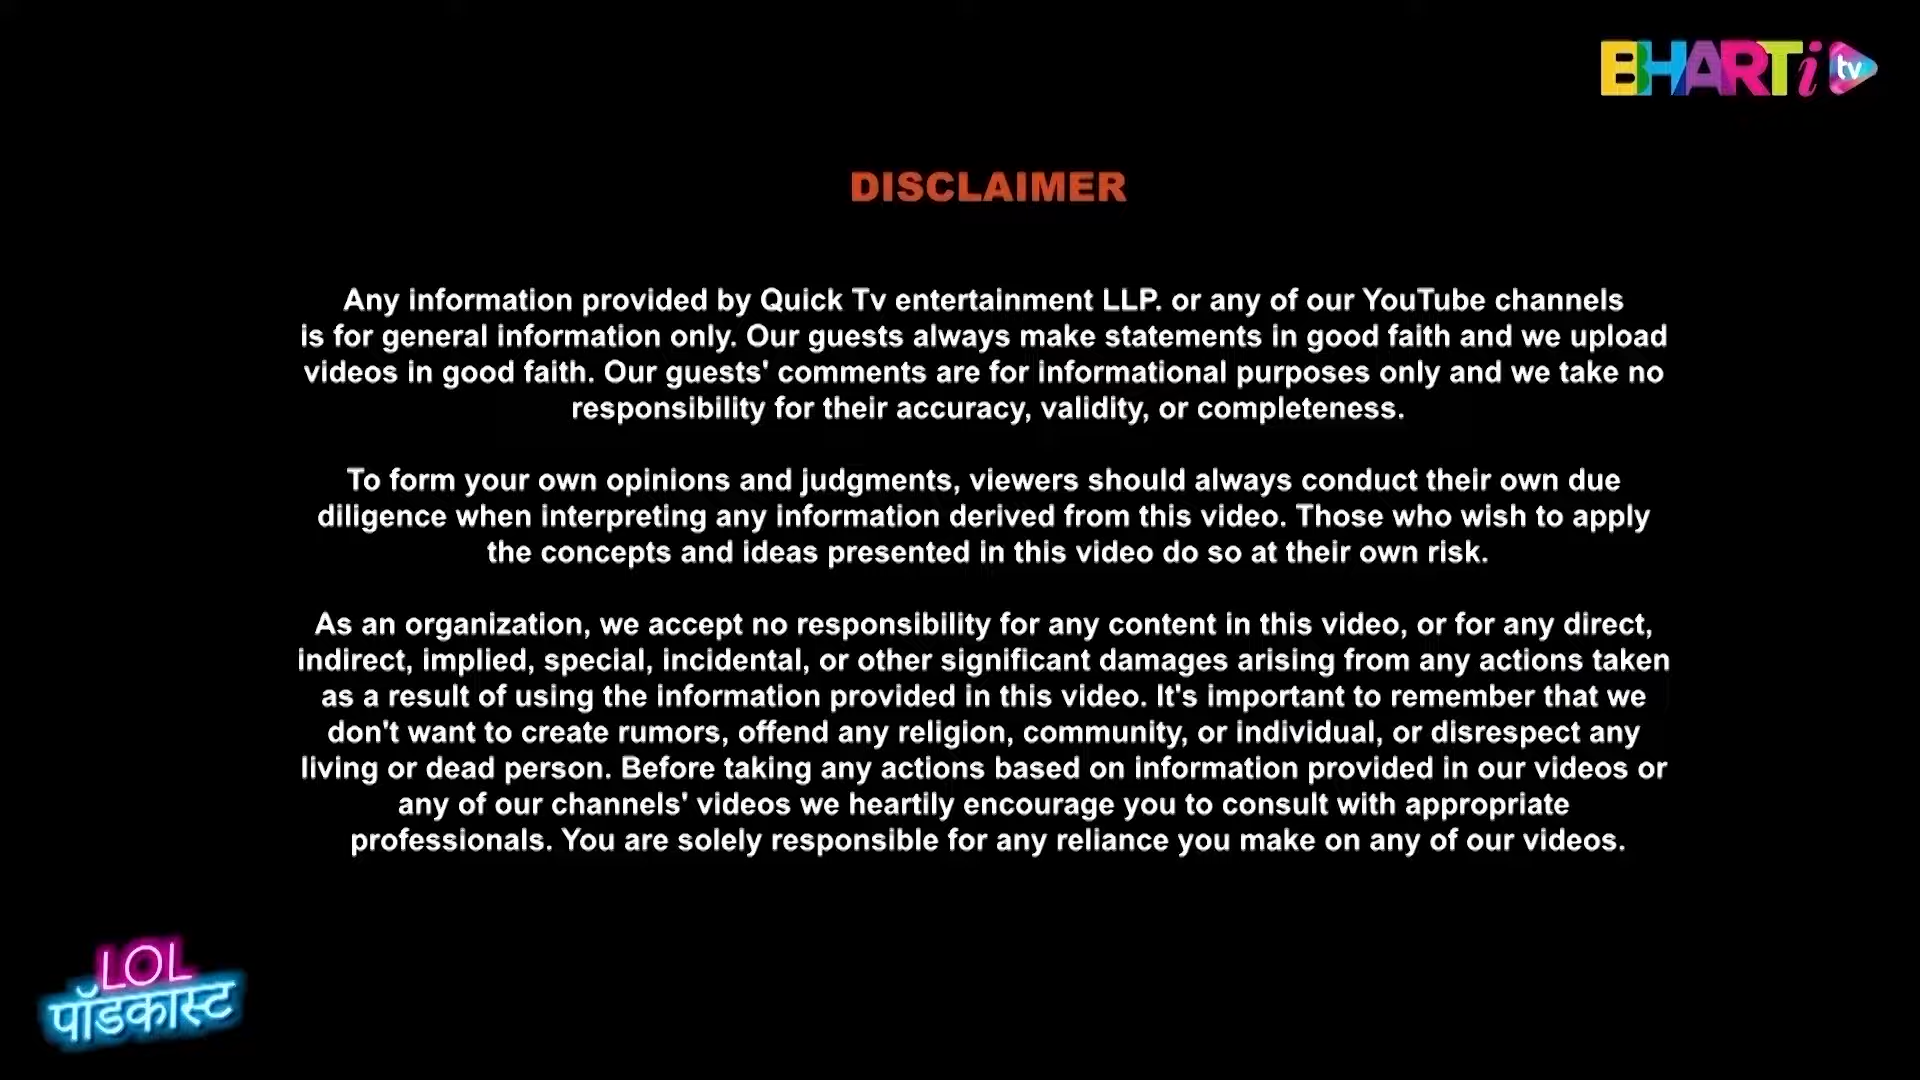 BHARTi tv
DISCLAIMER
Any information provided by Quick Tv entertainment LLP. or any of our YouTube channels
is for general information only. Our guests always make statements in good faith and we upload
videos in good faith. Our guests' comments are for informational purposes only and we take no
responsibility for their accuracy, validity, or completeness.
To form your own opinions and judgments, viewers should always conduct their own due
diligence when interpreting any information derived from this video. Those who wish to apply
the concepts and ideas presented in this video do so at their own risk.
As an organization, we accept no responsibility for any content in this video, or for any direct,
indirect, implied, special, incidental, or other significant damages arising from any actions taken
as a result of using the information provided in this video. It's important to remember that we
don't want to create rumors, offend any religion, community, or individual, or disrespect any
living or dead person. Before taking any actions based on information provided in our videos or
any of our channels' videos we heartily encourage you to consult with appropriate
professionals. You are solely responsible for any reliance you make on any of our videos.
LOL
पॉडकास्ट